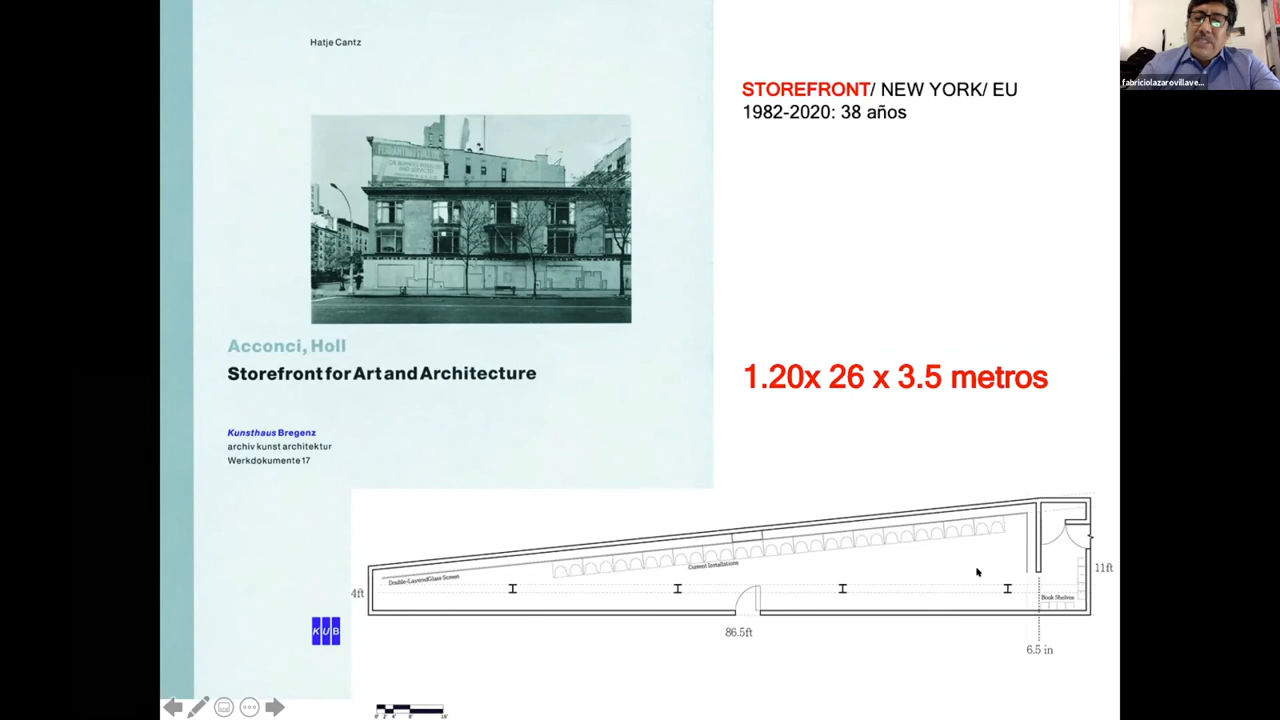 Hatje Cantz
Acconci, Holl
Storefront for Art and Architecture
Kunsthaus Bregenz
archiv kunst architektur
Werkdokumente 17
KUB
STOREFRONT/ NEW YORK/ EU
1982-2020: 38 años
1.20x 26 x 3.5 metros
Double-Layered Glass Screen
Current Installations
4ft
11ft
Book Shelves
86.5ft
6.5 in
fabriciolazarovillave...